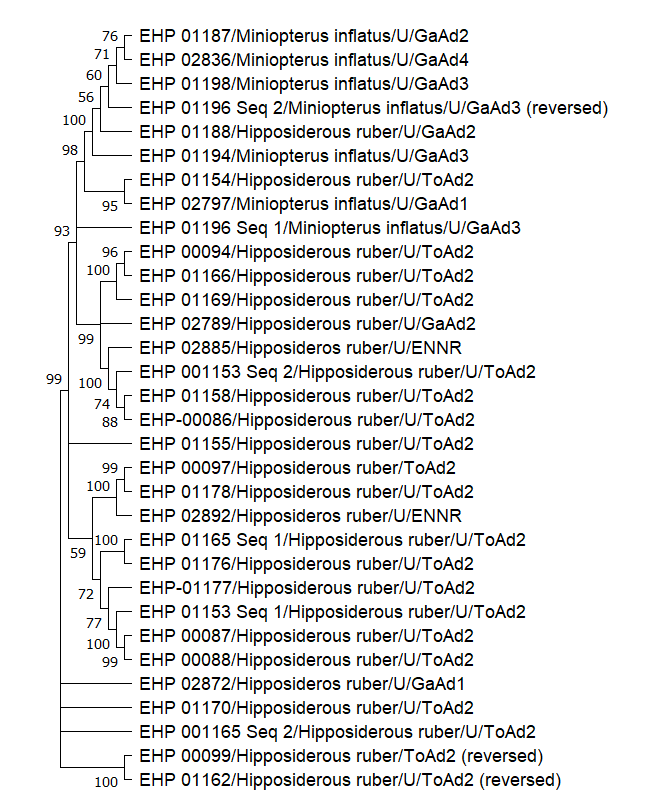 76 EHP 01187/Miniopterus inflatus/U/GaAd2
71 EHP 02836/Miniopterus inflatus/U/GaAd4
60 EHP 01198/Miniopterus inflatus/U/GaAd3
56 EHP 01196 Seq 2/Miniopterus inflatus/U/GaAd3 (reversed)
100 EHP 01188/Hipposiderous ruber/U/GaAd2
98 EHP 01194/Miniopterus inflatus/U/GaAd3
EHP 01154/Hipposiderous ruber/U/ToAd2
95 EHP 02797/Miniopterus inflatus/U/GaAd1
93 EHP 01196 Seq 1/Miniopterus inflatus/U/GaAd3
96 EHP 00094/Hipposiderous ruber/U/ToAd2
100 EHP 01166/Hipposiderous ruber/U/ToAd2
EHP 01169/Hipposiderous ruber/U/ToAd2
EHP 02789/Hipposiderous ruber/U/GaAd2
99 EHP 02885/Hipposideros ruber/U/ENNR
EHP 001153 Seq 2/Hipposiderous ruber/U/ToAd2
100
99
74 EHP 01158/Hipposiderous ruber/U/ToAd2
88 EHP-00086/Hipposiderous ruber/U/ToAd2
EHP 01155/Hipposiderous ruber/U/ToAd2
99 EHP 00097/Hipposiderous ruber/ToAd2
100 EHP 01178/Hipposiderous ruber/U/ToAd2
EHP 02892/Hipposideros ruber/U/ENNR
100 EHP 01165 Seq 1/Hipposiderous ruber/U/ToAd2
59 EHP 01176/Hipposiderous ruber/U/ToAd2
72 EHP-01177/Hipposiderous ruber/U/ToAd2
EHP 01153 Seq 1/Hipposiderous ruber/U/ToAd2
77
100 EHP 00087/Hipposiderous ruber/U/ToAd2
99 EHP 00088/Hipposiderous ruber/U/ToAd2
EHP 02872/Hipposideros ruber/U/GaAd1
EHP 01170/Hipposiderous ruber/U/ToAd2
EHP 001165 Seq 2/Hipposiderous ruber/U/ToAd2
EHP 00099/Hipposiderous ruber/ToAd2 (reversed)
100 EHP 01162/Hipposiderous ruber/U/ToAd2 (reversed)